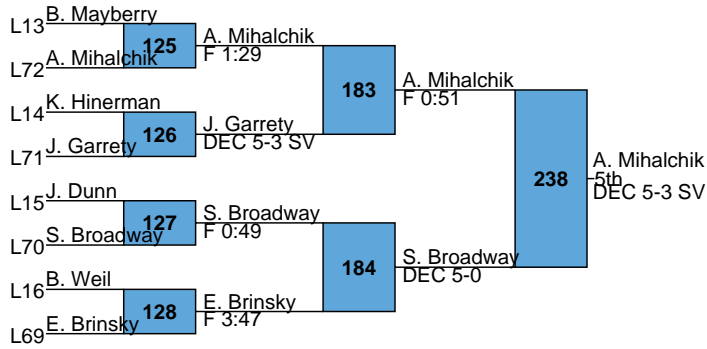 L13 B. Mayberry
125
A. Mihalchik
F 1:29
L72 A. Mihalchik
183
A. Mihalchik
F 0:51
L14 K. Hinerman
126
J. Garrety
DEC 5-3 SV
L71 J. Garrety
238
A. Mihalchik
5th
DEC 5-3 SV
L15 J. Dunn
127
S. Broadway
F 0:49
L70 S. Broadway
184
S. Broadway
DEC 5-0
L16 B. Weil
128
E. Brinsky
F 3:47
L69 E. Brinsky